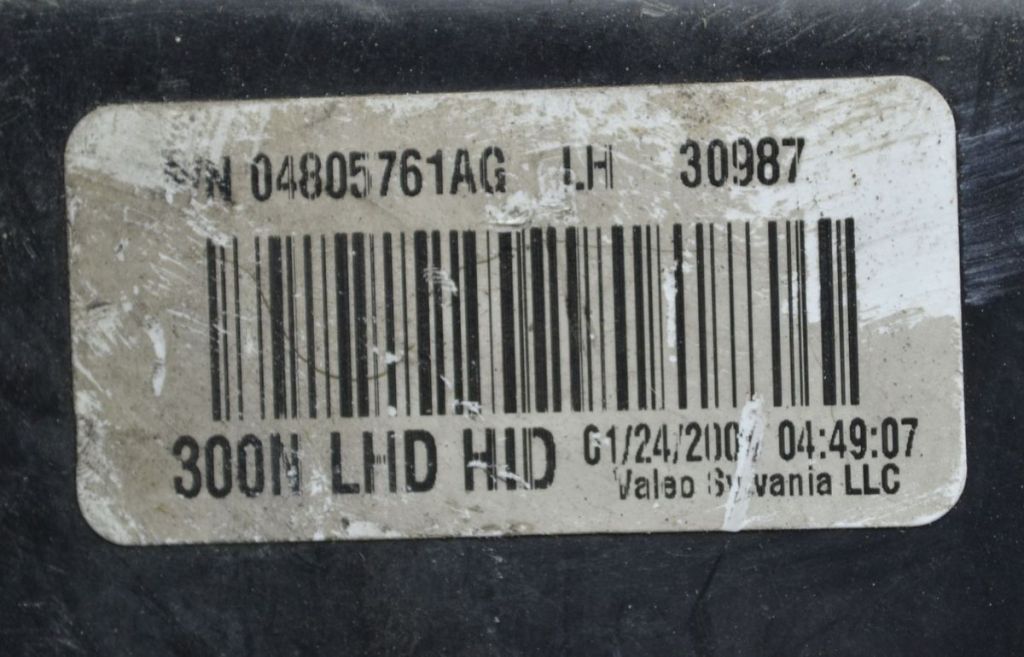 P/N 04805761AG LH 30987
300N LHD HID 04:49:07
Valeo Sylvania LLC